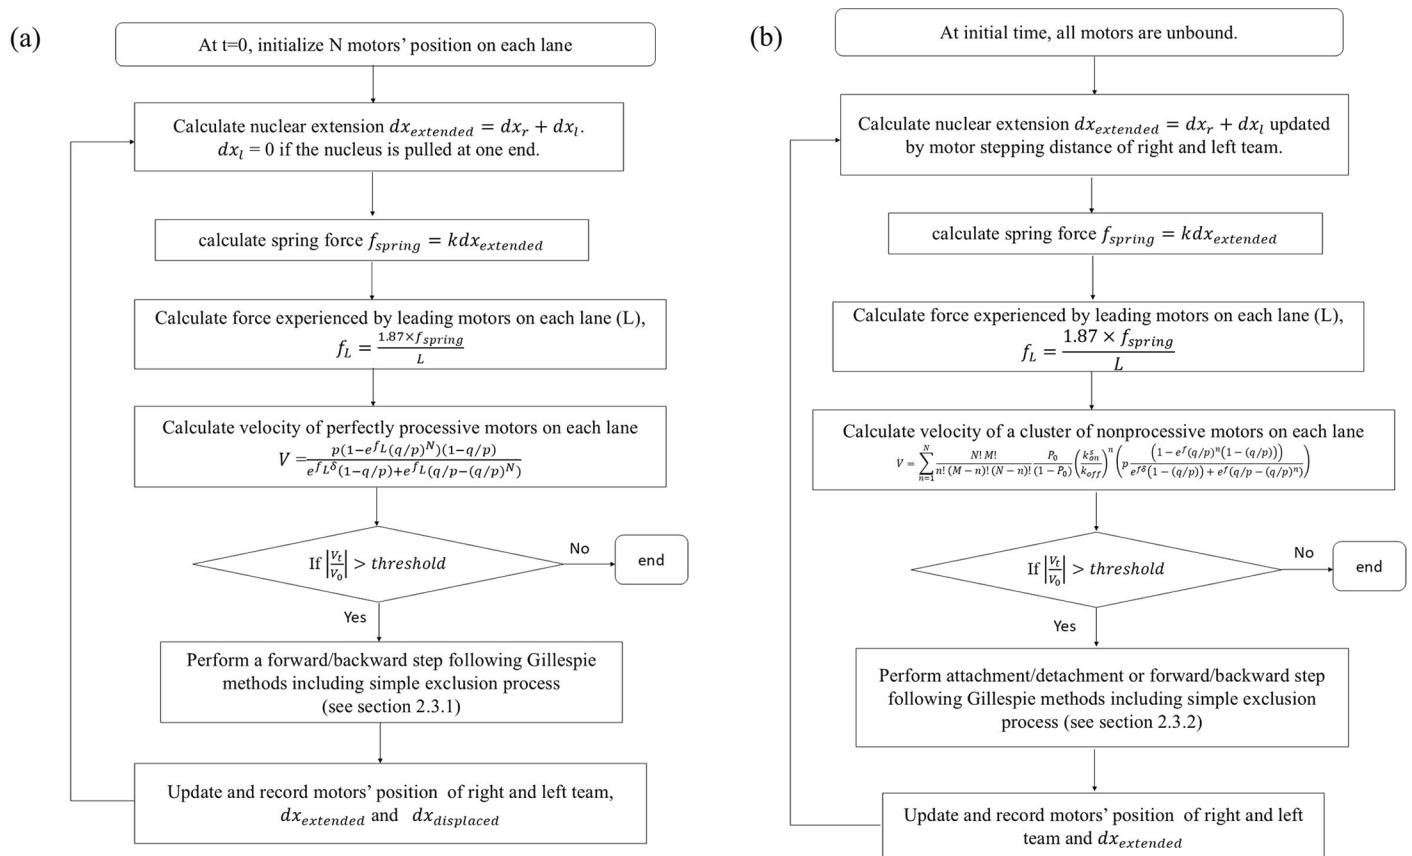 (a)
At t=0, initialize N motors’ position on each lane
Calculate nuclear extension dx_extended = dx_r + dx_l.
dx_l = 0 if the nucleus is pulled at one end.
calculate spring force f_spring = kdx_extended
Calculate force experienced by leading motors on each lane (L),
f_L = 1.87×f_spring / L
Calculate velocity of perfectly processive motors on each lane
V = p(1−e^{f_L}(q/p)^N)(1−q/p) / e^{f_L δ}(1−q/p)+e^{f_L}(q/p−(q/p)^N)
If |V_t/V_0| > threshold
No
end
Yes
Perform a forward/backward step following Gillespie
methods including simple exclusion process
(see section 2.3.1)
Update and record motors’ position of right and left team,
dx_extended and dx_displaced
(b)
At initial time, all motors are unbound.
Calculate nuclear extension dx_extended = dx_r + dx_l updated
by motor stepping distance of right and left team.
calculate spring force f_spring = kdx_extended
Calculate force experienced by leading motors on each lane (L),
f_L = 1.87 × f_spring / L
Calculate velocity of a cluster of nonprocessive motors on each lane
V = ∑_{n=1}^{N} N! M! / n! (M − n)! (N − n)! P_0 / (1 − P_0) (k_on^s / k_off)^n (p (1 − e^f (q/p)^n (1 − (q/p))) / e^{fδ}(1 − (q/p)) + e^f (q/p − (q/p)^n))
If |V_t/V_0| > threshold
No
end
Yes
Perform attachment/detachment or forward/backward step
following Gillespie methods including simple exclusion
process (see section 2.3.2)
Update and record motors’ position of right and left
team and dx_extended